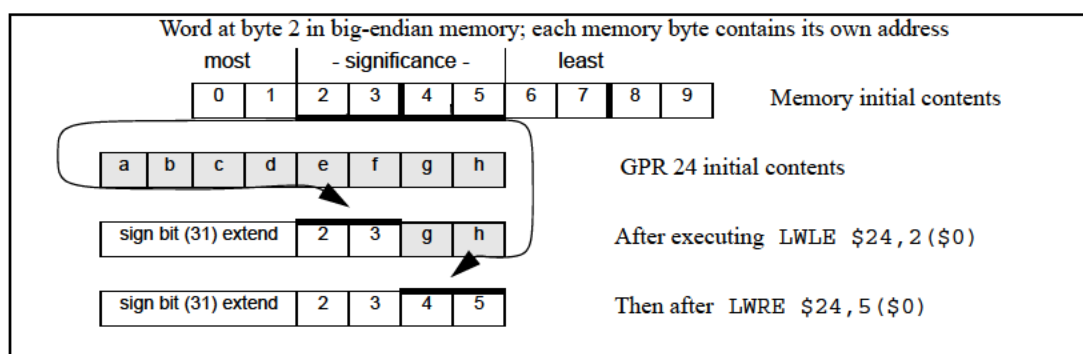 Word at byte 2 in big-endian memory; each memory byte contains its own address
most - significance - least
0 1 2 3 4 5 6 7 8 9 Memory initial contents
a b c d e f g h GPR 24 initial contents
sign bit (31) extend 2 3 g h After executing LWLE $24,2($0)
sign bit (31) extend 2 3 4 5 Then after LWRE $24,5($0)